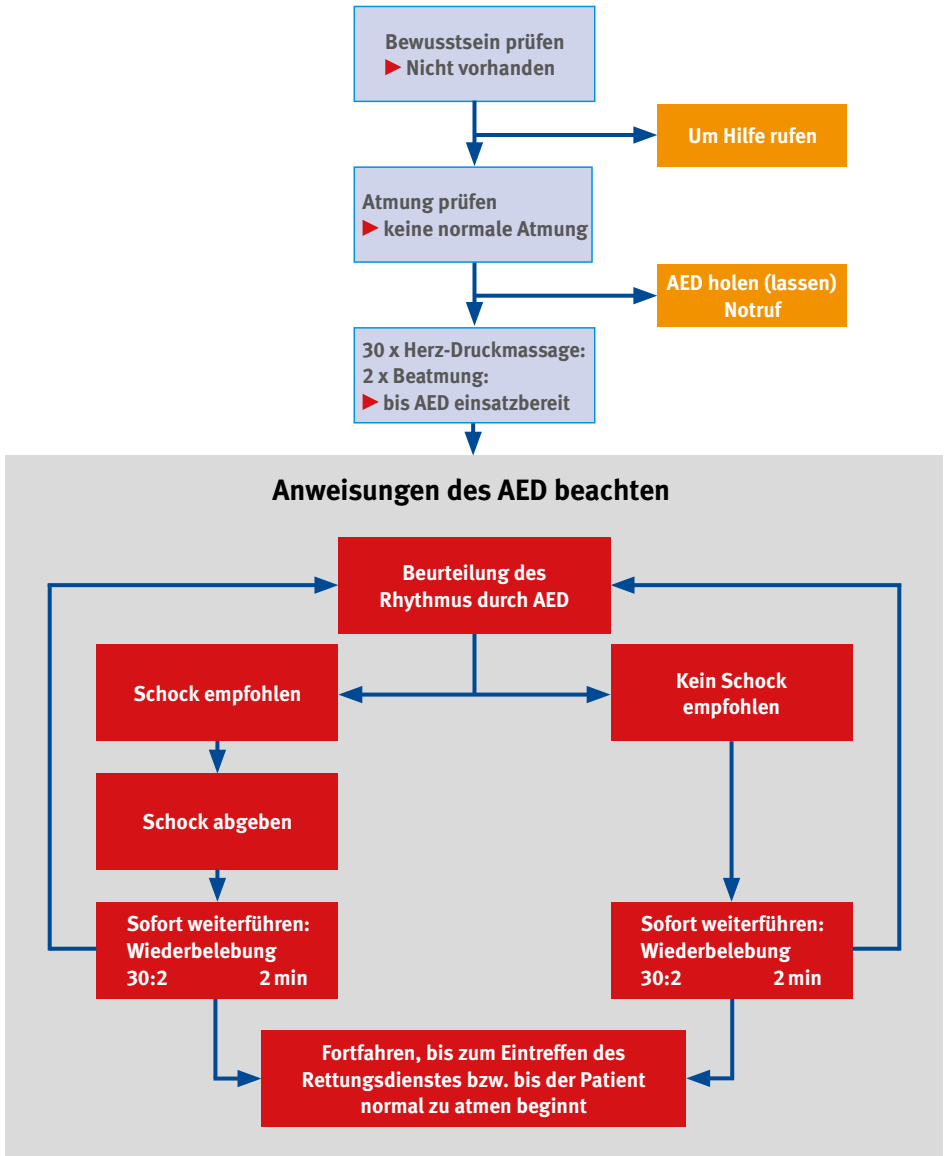 Bewusstsein prüfen
▶ Nicht vorhanden
Um Hilfe rufen
Atmung prüfen
▶ keine normale Atmung
AED holen (lassen)
Notruf
30 x Herz-Druckmassage:
2 x Beatmung:
▶ bis AED einsatzbereit
Anweisungen des AED beachten
Beurteilung des
Rhythmus durch AED
Schock empfohlen
Kein Schock
empfohlen
Schock abgeben
Sofort weiterführen:
Wiederbelebung
30:2 2 min
Sofort weiterführen:
Wiederbelebung
30:2 2 min
Fortfahren, bis zum Eintreffen des
Rettungsdienstes bzw. bis der Patient
normal zu atmen beginnt